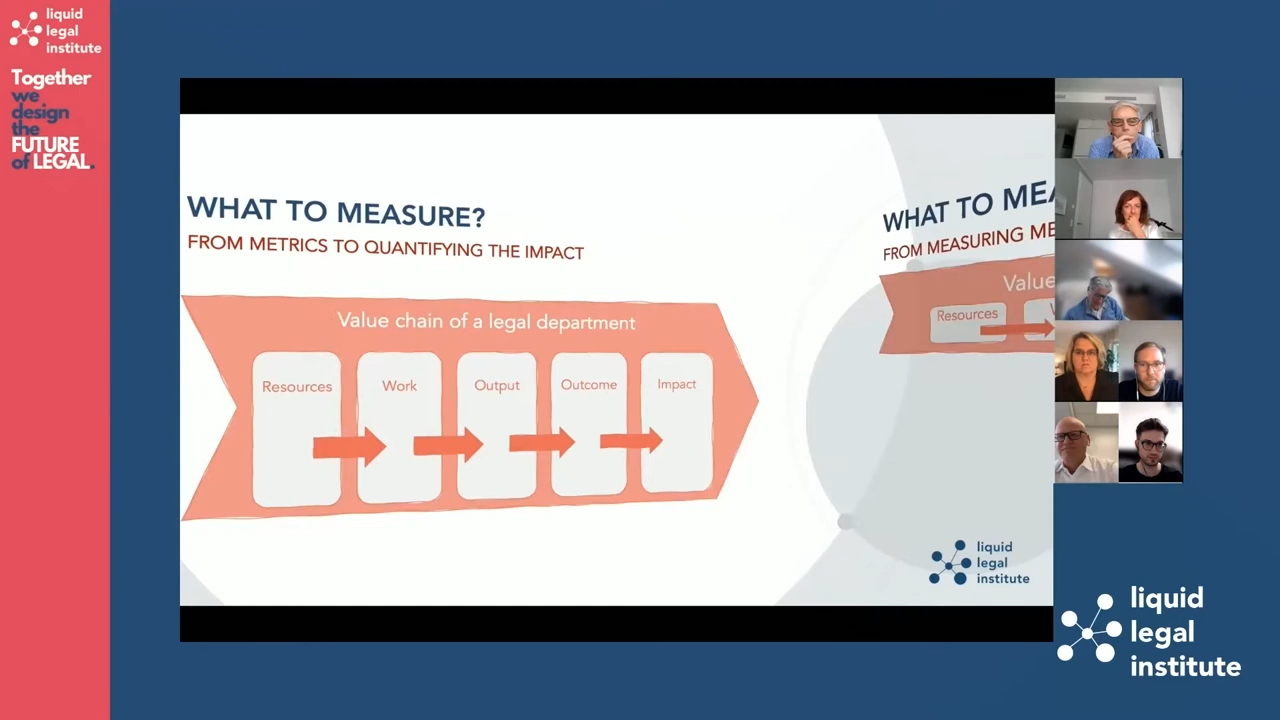 liquid
legal
institute
Together
we
design
the
FUTURE
of LEGAL.
WHAT TO MEASURE?
FROM METRICS TO QUANTIFYING THE IMPACT
Value chain of a legal department
Resources
Work
Output
Outcome
Impact
WHAT TO MEA
FROM MEASURING ME
Value
Resources
liquid
legal
institute
liquid
legal
institute